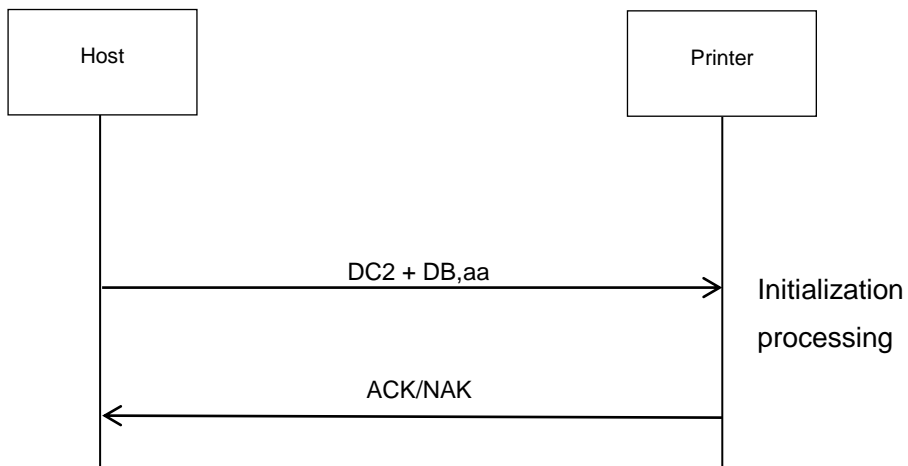 Host
Printer
DC2 + DB,aa
Initialization
processing
ACK/NAK